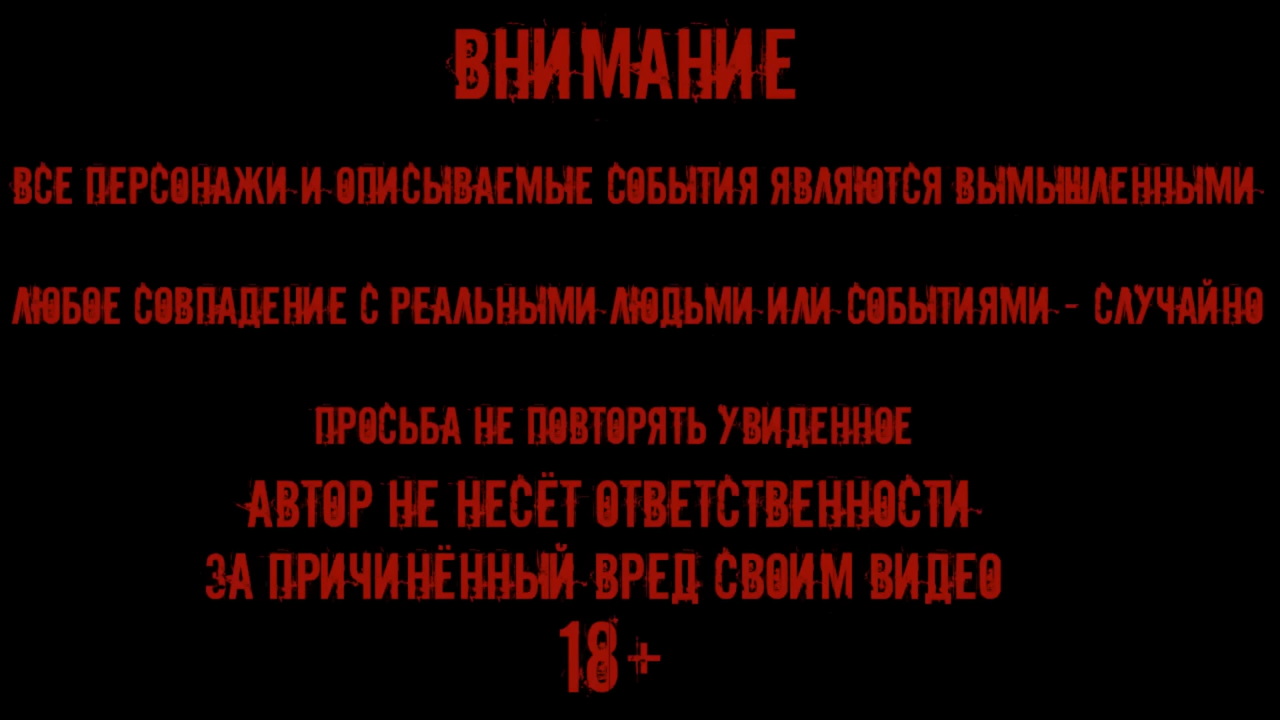 ВНИМАНИЕ
ВСЕ ПЕРСОНАЖИ И ОПИСЫВАЕМЫЕ СОБЫТИЯ ЯВЛЯЮТСЯ ВЫМЫШЛЕННЫМИ
ЛЮБОЕ СОВПАДЕНИЕ С РЕАЛЬНЫМИ ЛЮДЬМИ ИЛИ СОБЫТИЯМИ - СЛУЧАЙНО
ПРОСЬБА НЕ ПОВТОРЯТЬ УВИДЕННОЕ
АВТОР НЕ НЕСЁТ ОТВЕТСТВЕННОСТИ
ЗА ПРИЧИНЁННЫЙ ВРЕД СВОИМ ВИДЕО
18+